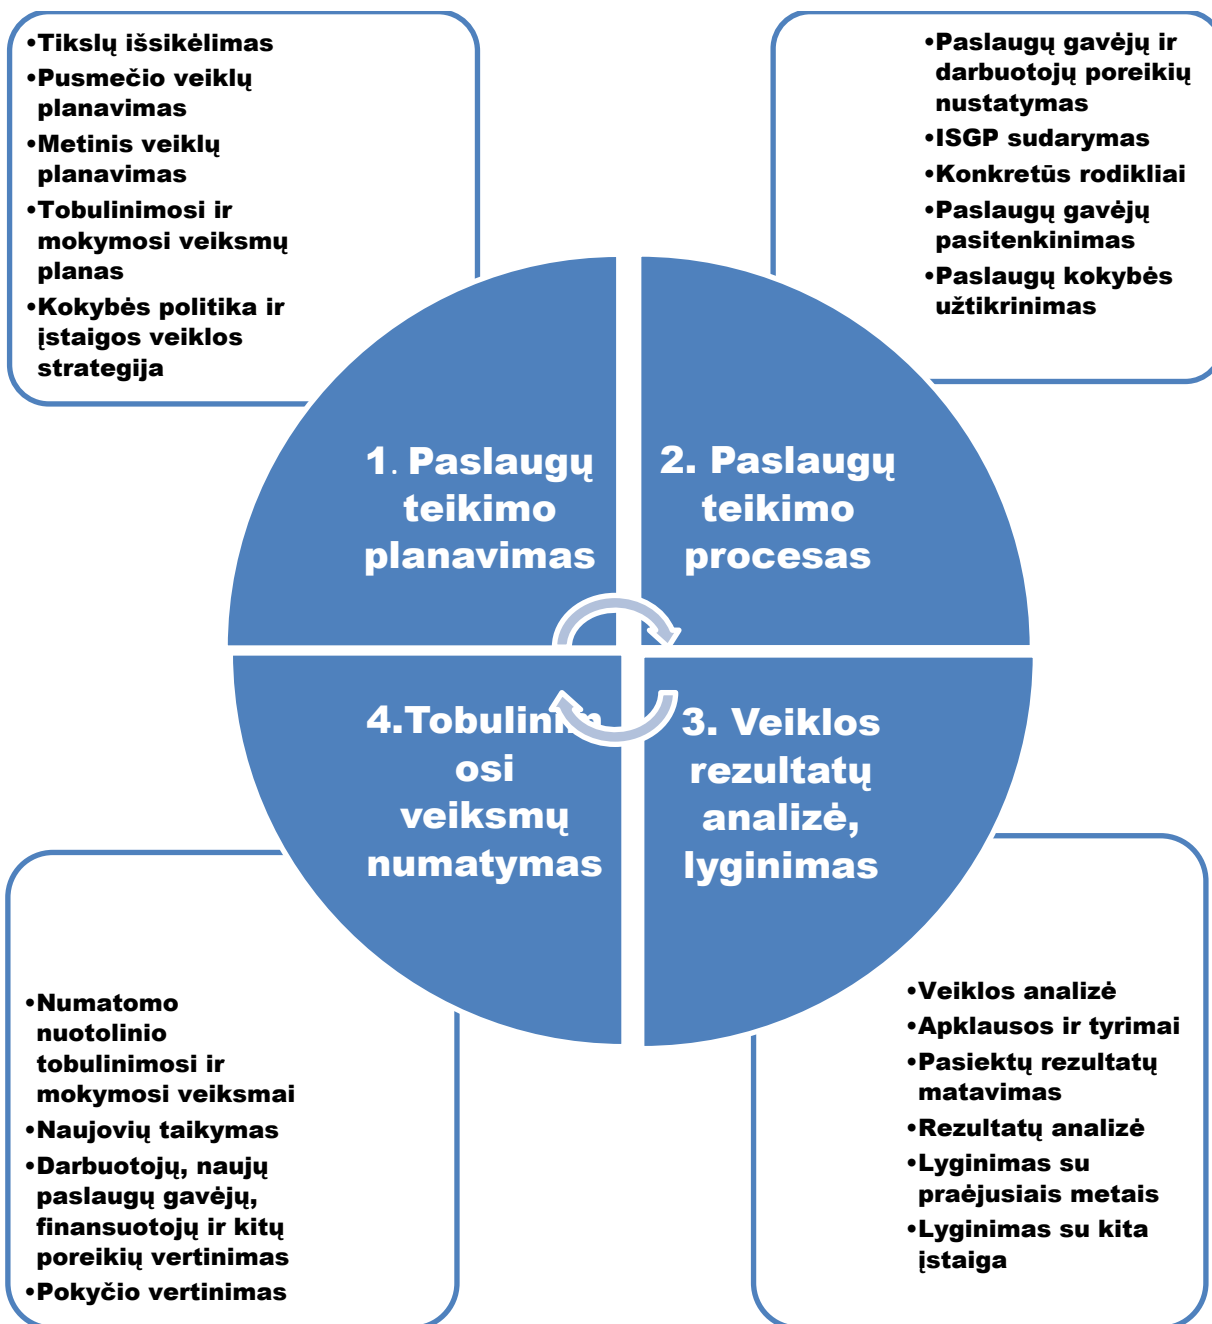 •Tikslų išsikėlimas
•Pusmečio veiklų
planavimas
•Metinis veiklų
planavimas
•Tobulinimosi ir
mokymosi veiksmų
planas
•Kokybės politika ir
įstaigos veiklos
strategija
•Paslaugų gavėjų ir
darbuotojų poreikių
nustatymas
•ISGP sudarymas
•Konkretūs rodikliai
•Paslaugų gavėjų
pasitenkinimas
•Paslaugų kokybės
užtikrinimas
1. Paslaugų
teikimo
planavimas
2. Paslaugų
teikimo
procesas
4.Tobulinim
osi
veiksmų
numatymas
3. Veiklos
rezultatų
analizė,
lyginimas
•Numatomo
nuotolinio
tobulinimosi ir
mokymosi veiksmai
•Naujovių taikymas
•Darbuotojų, naujų
paslaugų gavėjų,
finansuotojų ir kitų
poreikių vertinimas
•Pokyčio vertinimas
•Veiklos analizė
•Apklausos ir tyrimai
•Pasiektų rezultatų
matavimas
•Rezultatų analizė
•Lyginimas su
praėjusiais metais
•Lyginimas su kita
įstaiga